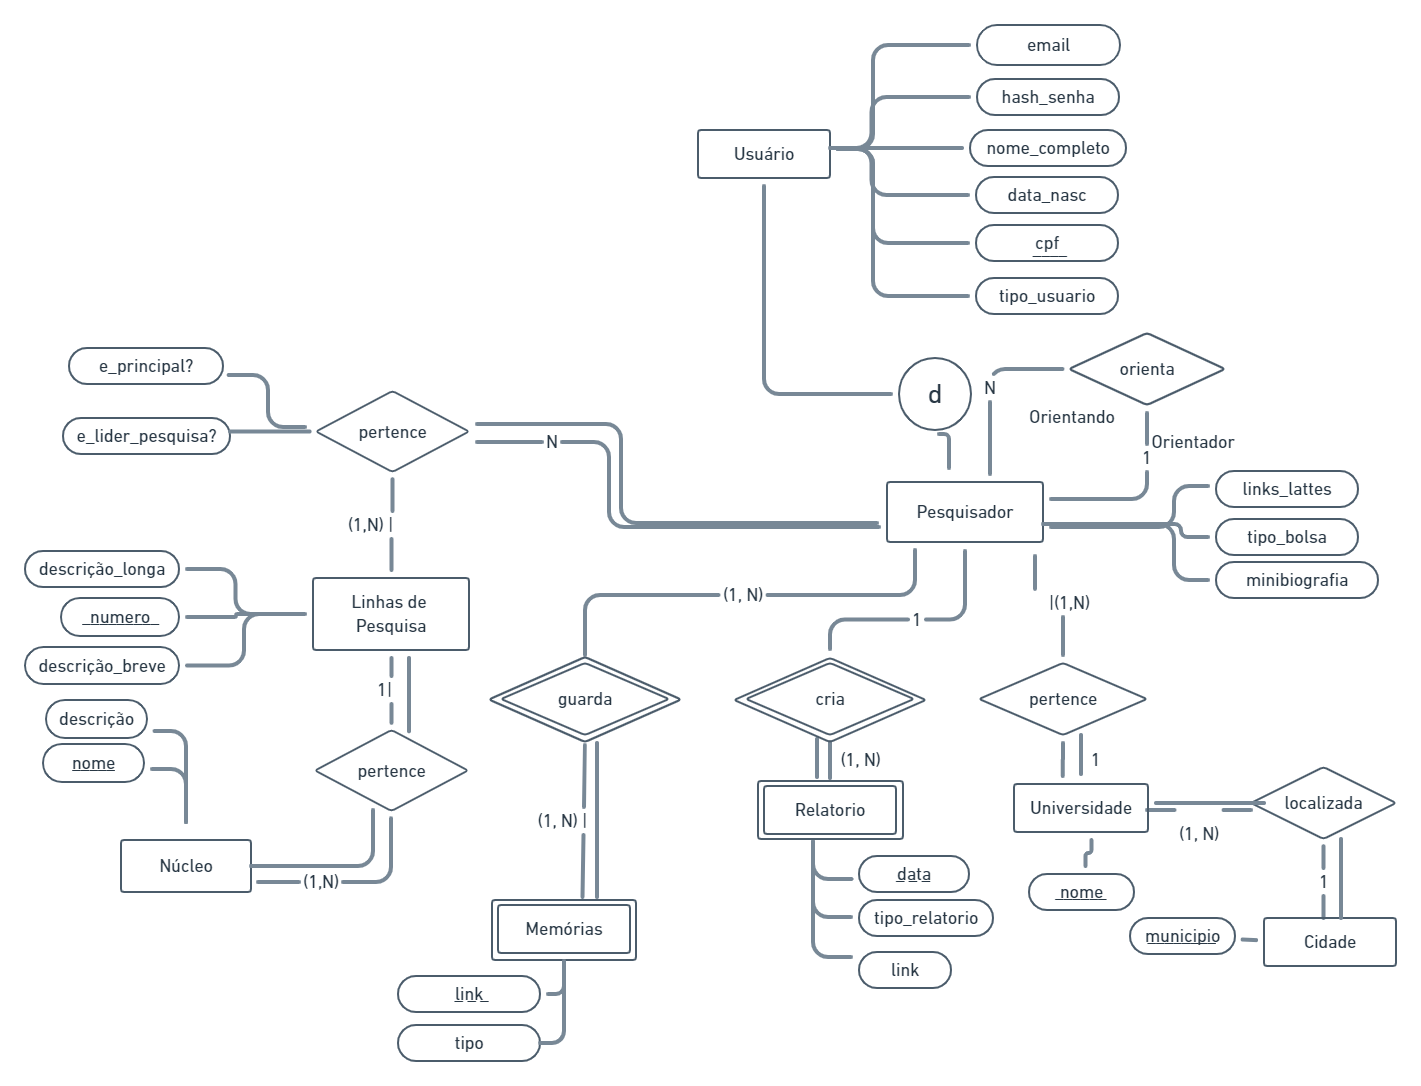 email
hash_senha
Usuário
nome_completo
data_nasc
cpf
tipo_usuario
e_principal?
orienta
d
N
Orientando
e_lider_pesquisa?
pertence
N
Orientador
1
links_lattes
Pesquisador
(1,N) |
tipo_bolsa
descrição_longa
minibiografia
Linhas de
Pesquisa
(1, N)
|(1,N)
numero
1
descrição_breve
1|
guarda
cria
pertence
descrição
nome
pertence
(1, N)
1
Relatorio
Universidade
localizada
(1, N) |
(1, N)
Núcleo
(1,N)
data
1
nome
tipo_relatorio
Memórias
municipio
Cidade
link
link
tipo